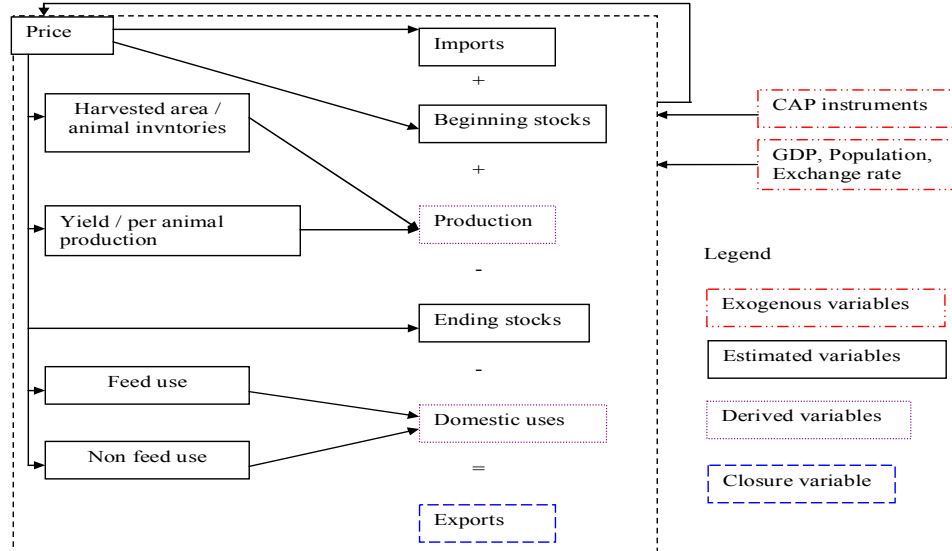 Price
Imports
+
Harvested area /
animal invntories
Beginning stocks
+
Yield / per animal
production
Production
-
Ending stocks
-
Feed use
Domestic uses
Non feed use
=
Exports
CAP instruments
GDP, Population,
Exchange rate
Legend
Exogenous variables
Estimated variables
Derived variables
Closure variable